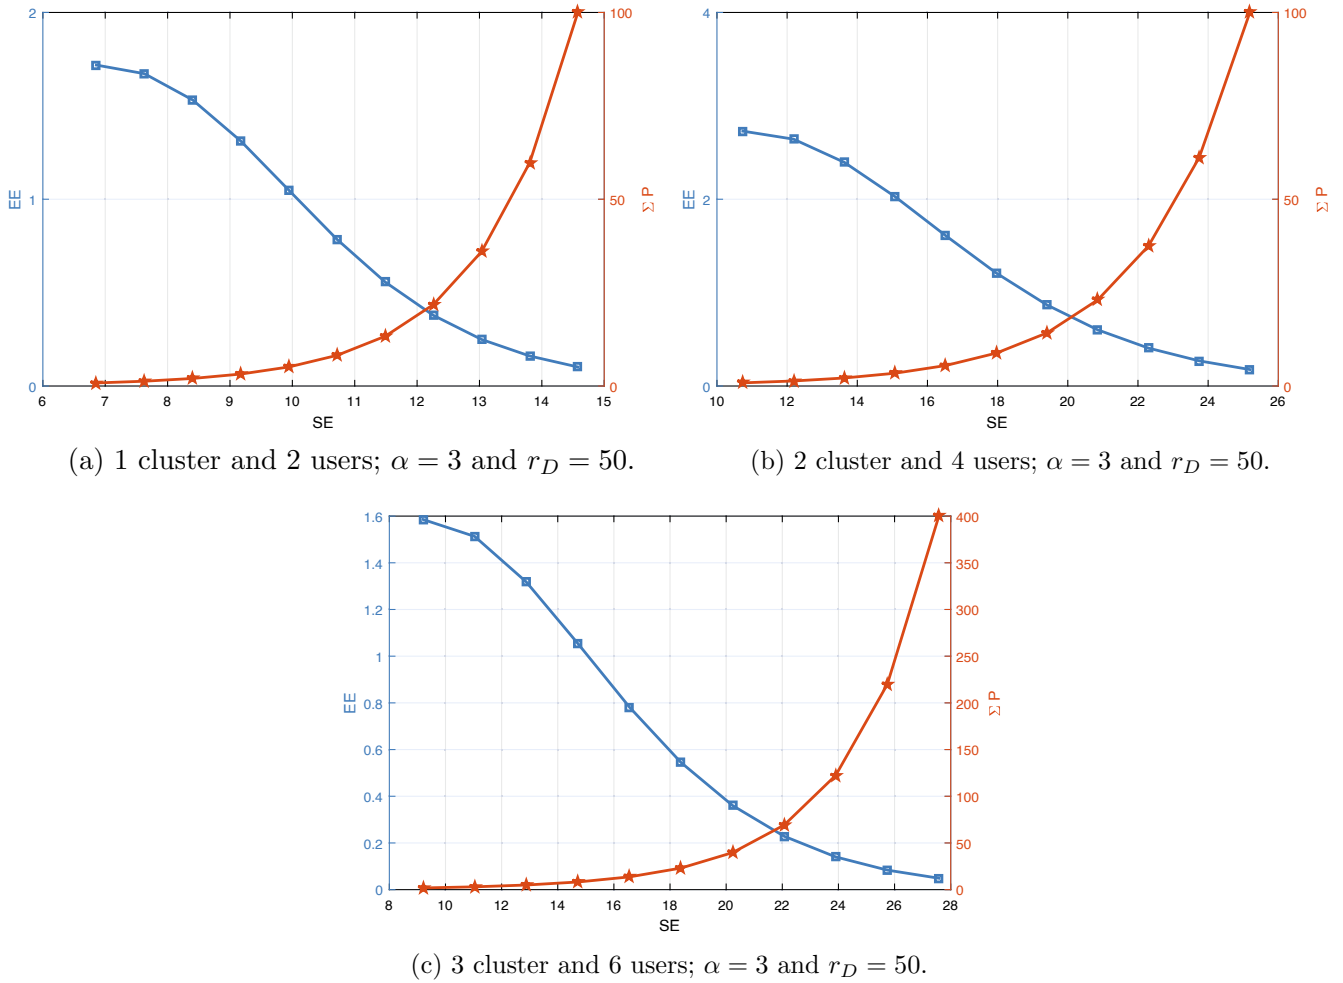 2
1
0
EE
100
50
0
Σ P
6 7 8 9 10 11 12 13 14 15
SE
(a) 1 cluster and 2 users; α = 3 and r_D = 50.
4
2
0
EE
100
50
0
Σ P
10 12 14 16 18 20 22 24 26
SE
(b) 2 cluster and 4 users; α = 3 and r_D = 50.
1.6
1.4
1.2
1
0.8
0.6
0.4
0.2
0
EE
400
350
300
250
200
150
100
50
0
Σ P
8 10 12 14 16 18 20 22 24 26 28
SE
(c) 3 cluster and 6 users; α = 3 and r_D = 50.